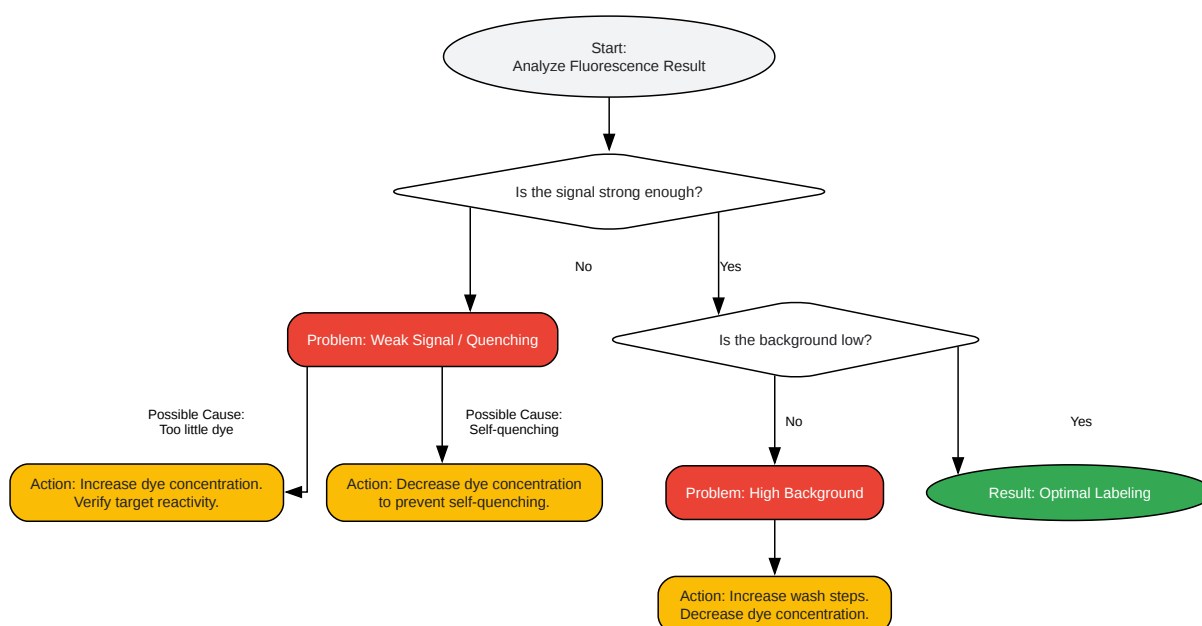 Start:
Analyze Fluorescence Result
Is the signal strong enough?
No
Yes
Problem: Weak Signal / Quenching
Is the background low?
Possible Cause:
Too little dye
Possible Cause:
Self-quenching
No
Yes
Action: Increase dye concentration.
Verify target reactivity.
Action: Decrease dye concentration
to prevent self-quenching.
Problem: High Background
Result: Optimal Labeling
Action: Increase wash steps.
Decrease dye concentration.